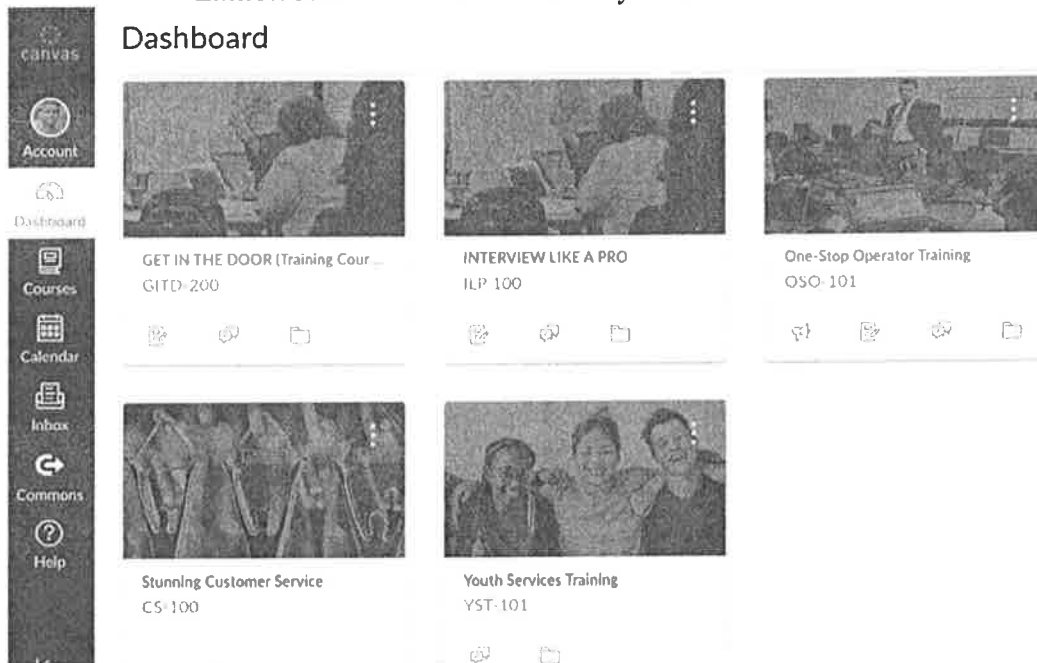 canvas
Dashboard
Account
Dashboard
Courses
Calendar
Inbox
Commons
Help
GET IN THE DOOR (Training Cour ...
GITD-200
INTERVIEW LIKE A PRO
ILP-100
One-Stop Operator Training
OSO-101
Stunning Customer Service
CS-100
Youth Services Training
YST-101